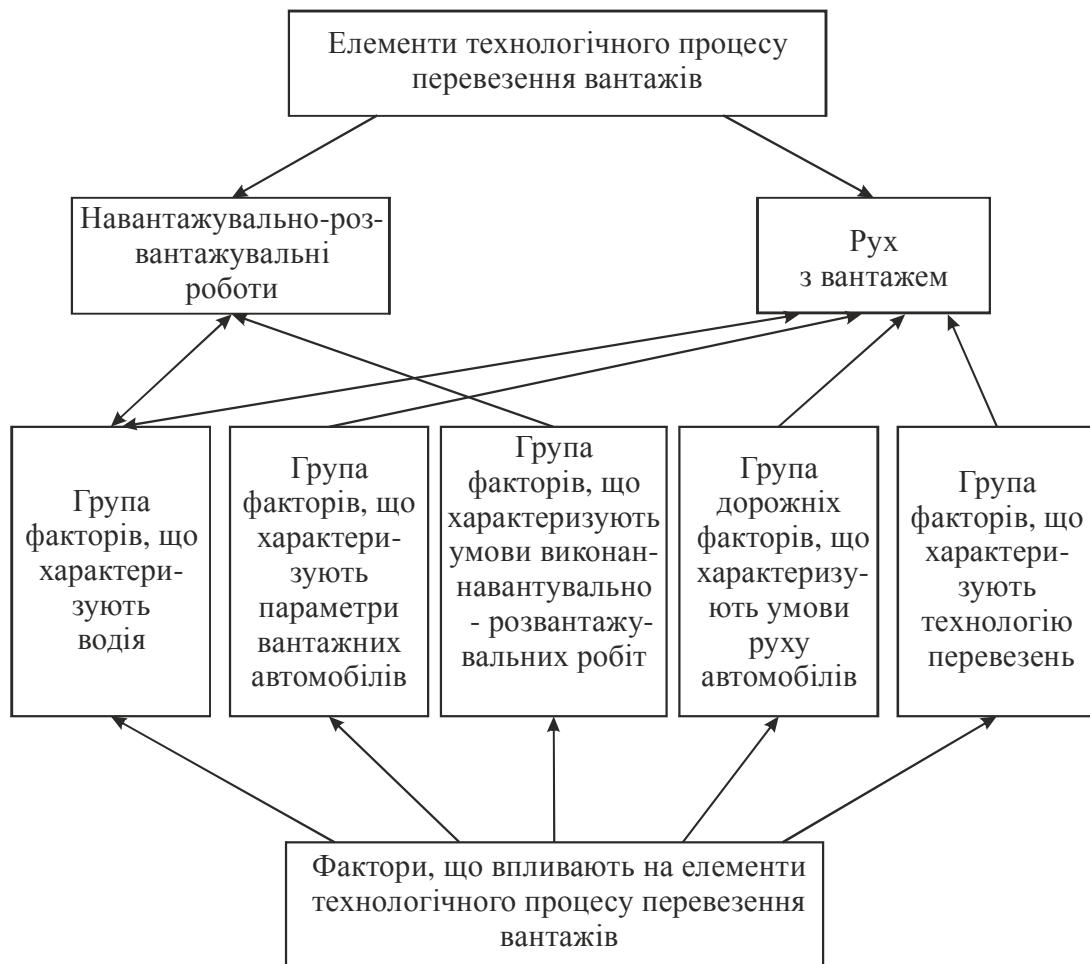 Елементи технологічного процесу
перевезення вантажів
Навантажувально-роз-
вантажувальні
роботи
Рух
з вантажем
Група
факторів, що
характери-
зують
водія
Група
факторів, що
характери-
зують
параметри
вантажних
автомобілів
Група
факторів, що
характеризують
умови виконан-
навантувально
- розвантажу-
вальних робіт
Група
дорожніх
факторів, що
характеризу-
ють умови
руху
автомобілів
Група
факторів, що
характери-
зують
технологію
перевезень
Фактори, що впливають на елементи
технологічного процесу перевезення
вантажів